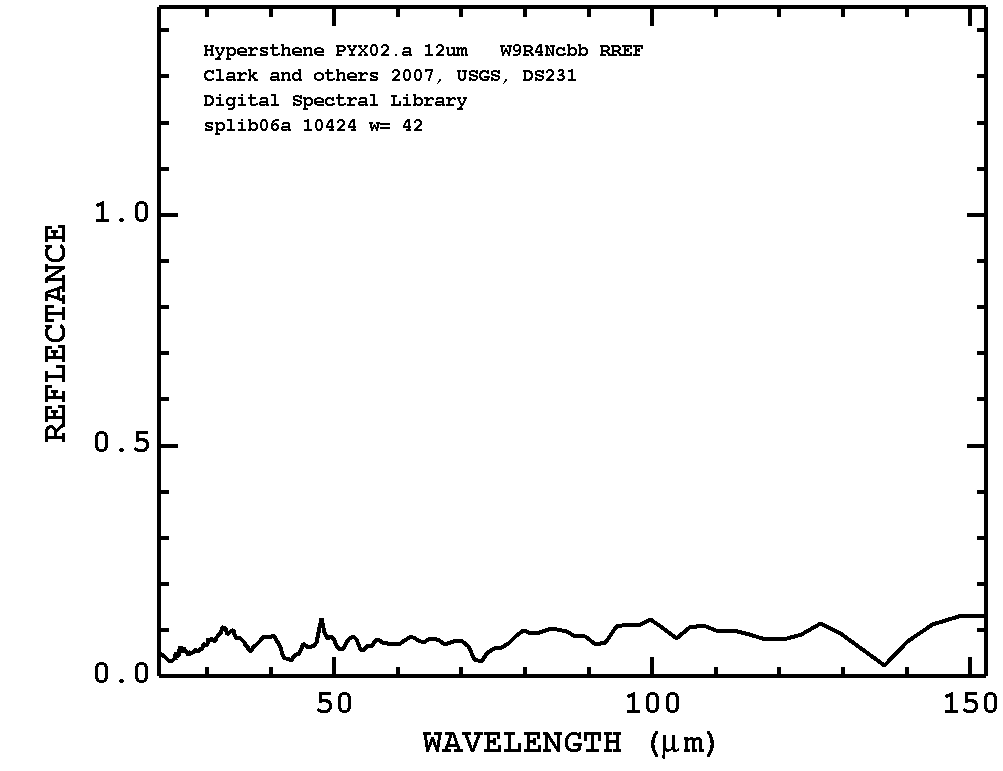 Hypersthene PYX02.a 12um W9R4Ncbb RREF
Clark and others 2007, USGS, DS231
Digital Spectral Library
splib06a 10424 w= 42
REFLECTANCE
1.0
0.5
0.0
50
100
150
WAVELENGTH (μm)